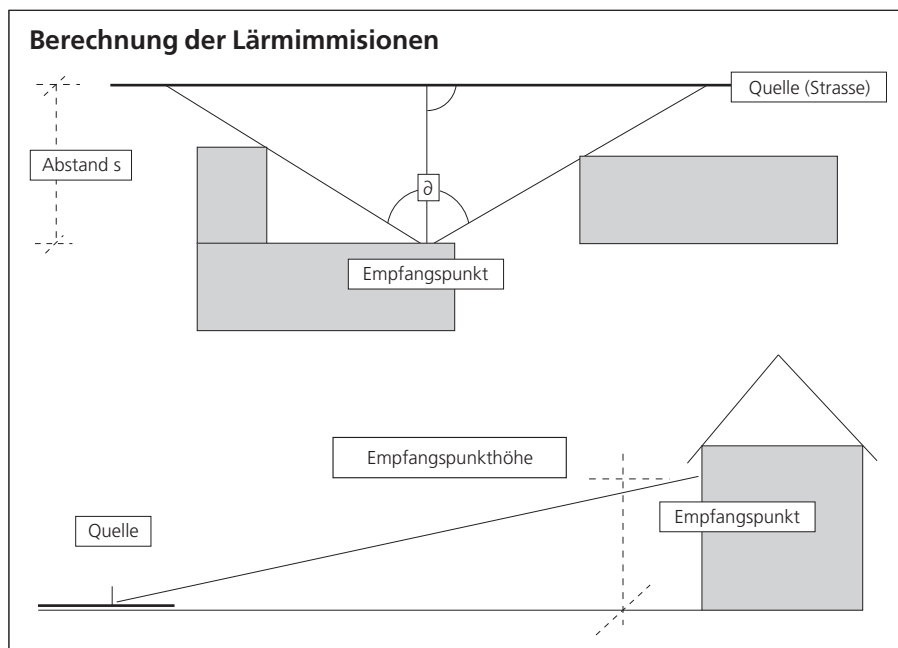 Berechnung der Lärmimmisionen
Quelle (Strasse)
Abstand s
∂
Empfangspunkt
Empfangspunkthöhe
Empfangspunkt
Quelle